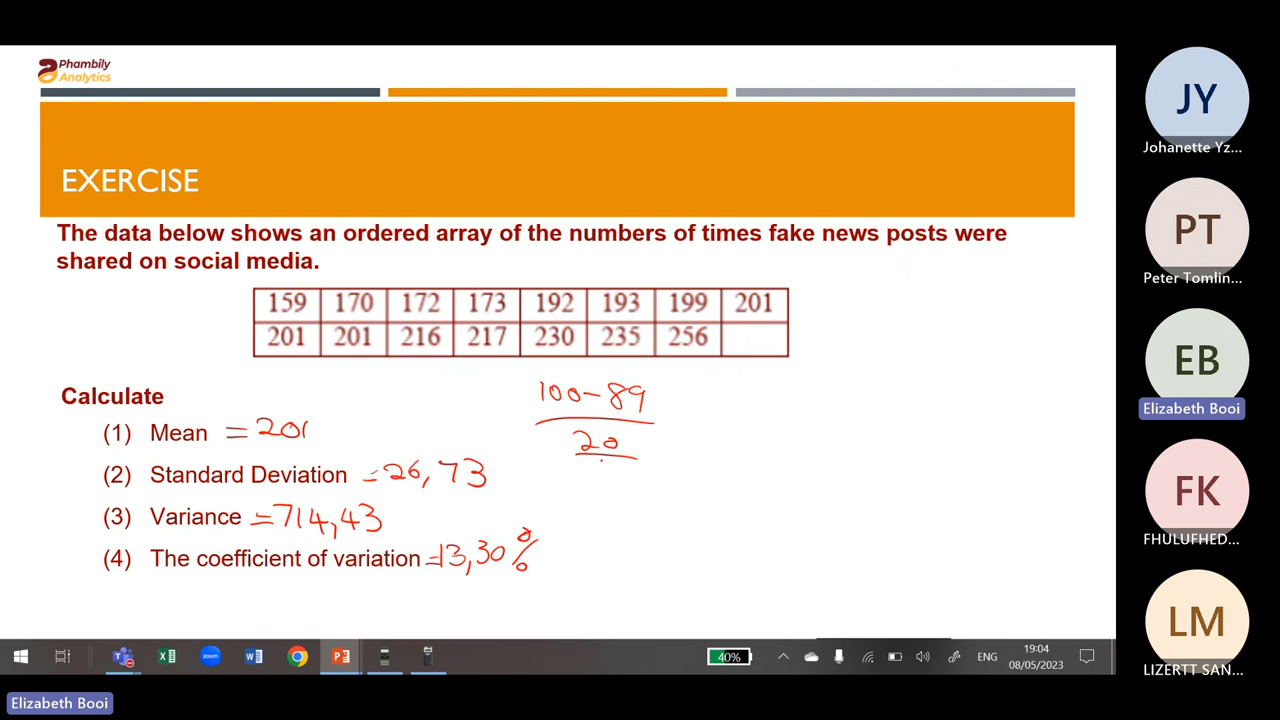 Phambily
Analytics
EXERCISE
The data below shows an ordered array of the numbers of times fake news posts were
shared on social media.
159 170 172 173 192 193 199 201
201 201 216 217 230 235 256
Calculate
(1) Mean = 201
(2) Standard Deviation = 26,73
(3) Variance = 714,43
(4) The coefficient of variation = 13,30%
100 - 89
20
JY
Johanette Yz...
PT
Peter Tomlin...
EB
Elizabeth Booi
FK
FHULUFHED...
LM
LIZERTT SAN...
zoom
40%
ENG
19:04
08/05/2023
Elizabeth Booi